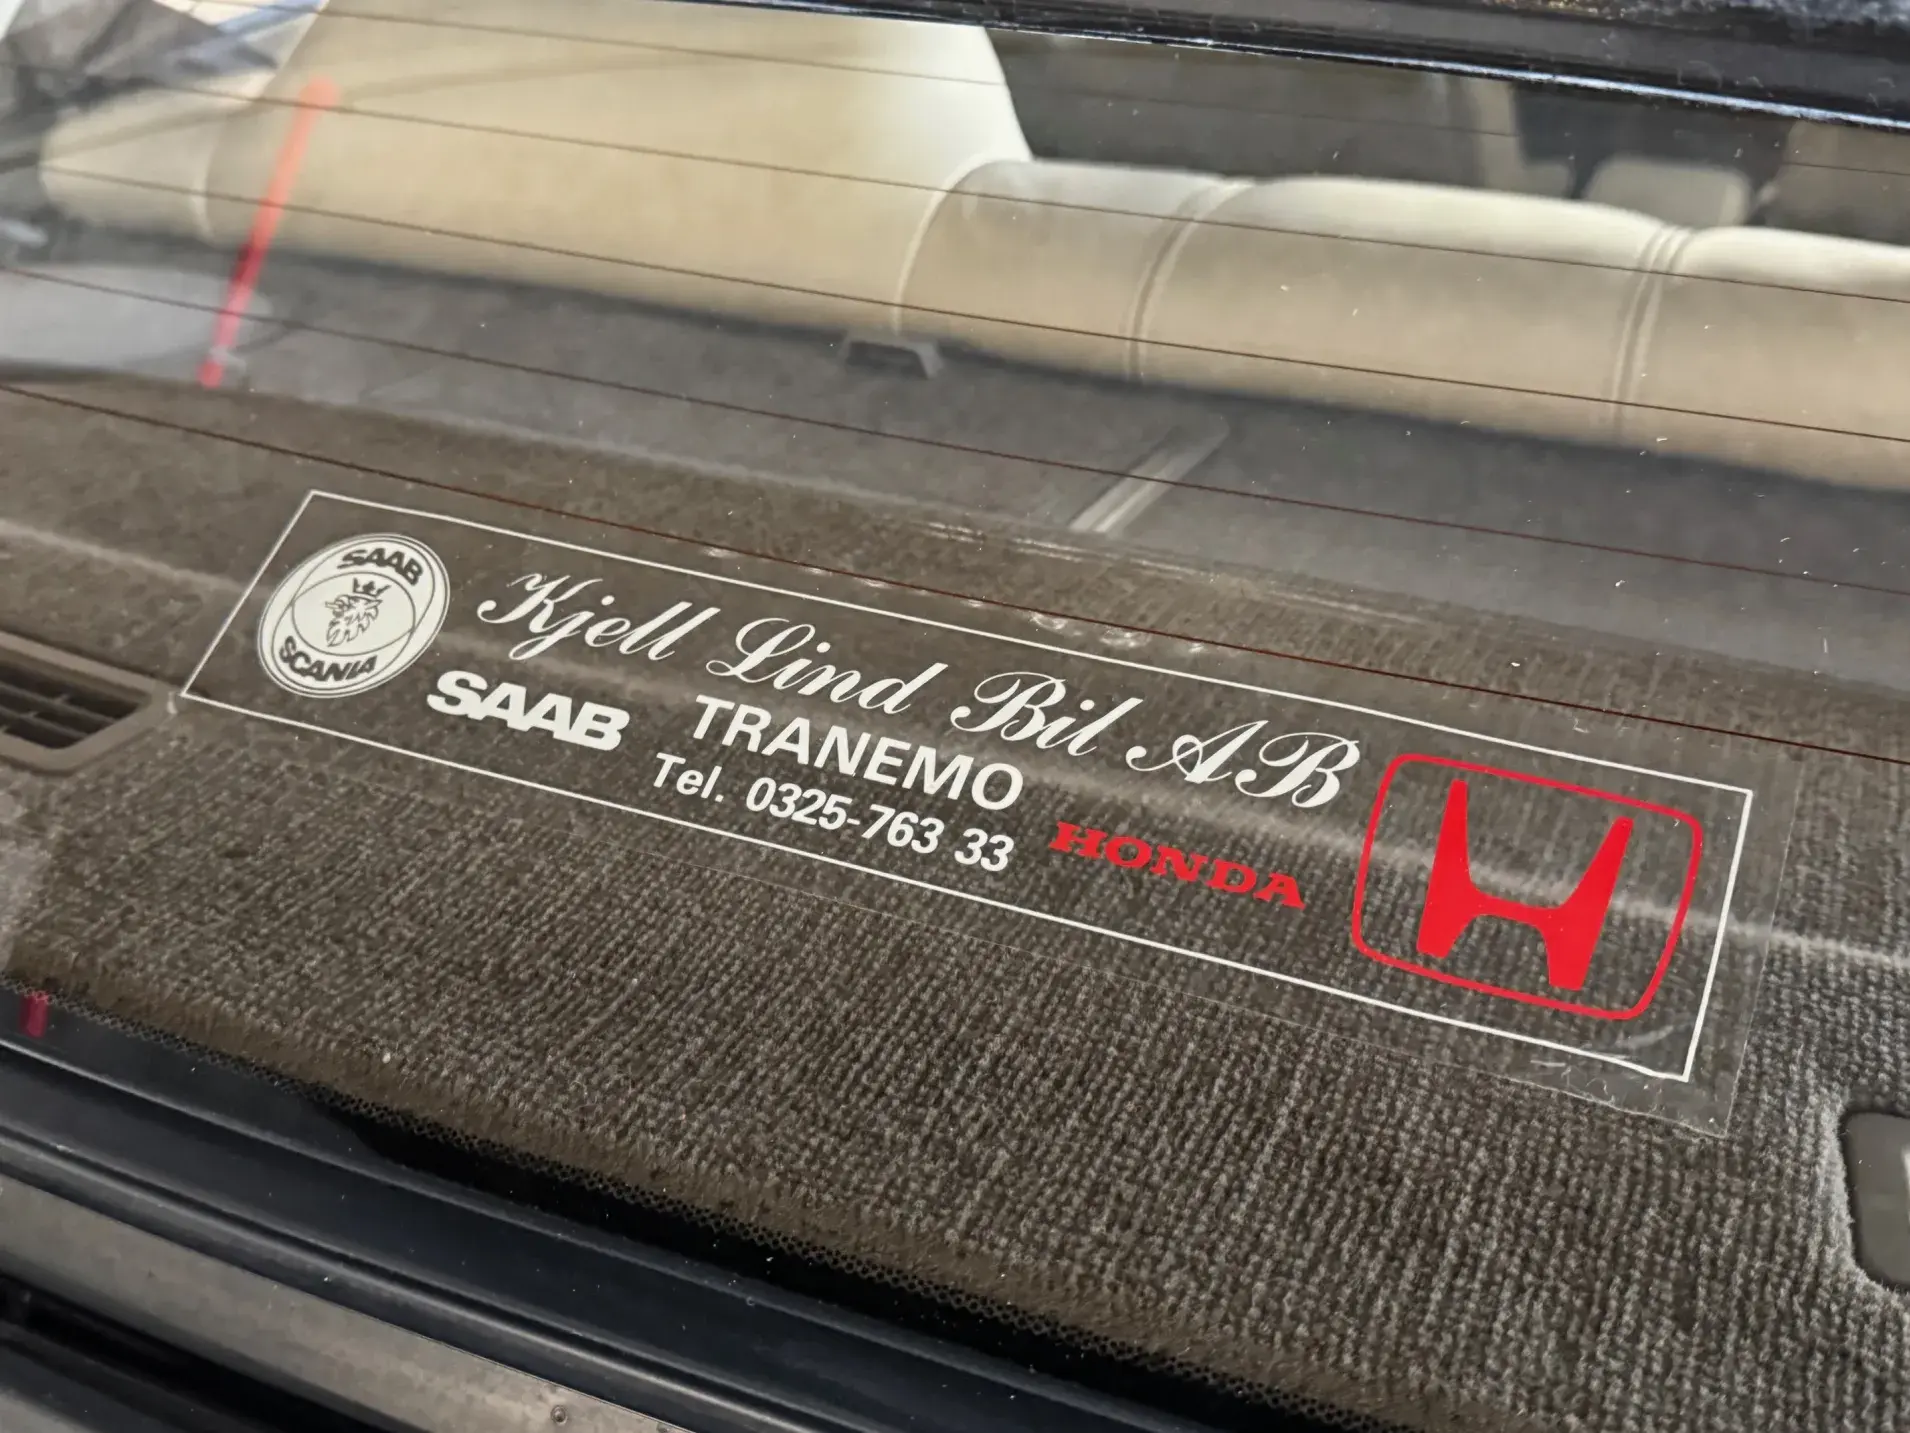 SAAB
SCANIA
Kjell Lind Bil AB
SAAB TRANEMO
Tel. 0325-763 33 HONDA